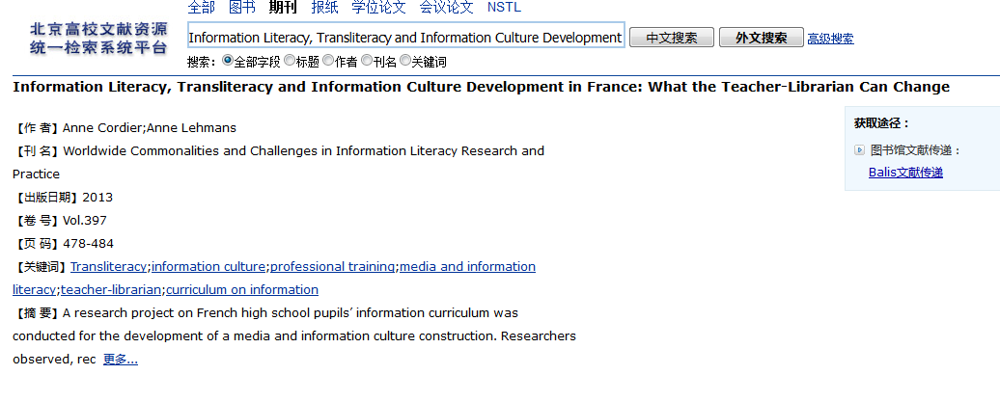 全部 图书 期刊 报纸 学位论文 会议论文 NSTL
北京高校文献资源
统一检索系统平台
Information Literacy, Transliteracy and Information Culture Development
中文搜索
外文搜索
高级搜索
搜索：全部字段 标题 作者 刊名 关键词
Information Literacy, Transliteracy and Information Culture Development in France: What the Teacher-Librarian Can Change
【作 者】Anne Cordier;Anne Lehmans
【刊 名】Worldwide Commonalities and Challenges in Information Literacy Research and
Practice
【出版日期】2013
【卷 号】Vol.397
【页 码】478-484
【关键词】Transliteracy;information culture;professional training;media and information
literacy;teacher-librarian;curriculum on information
【摘 要】A research project on French high school pupils’ information curriculum was
conducted for the development of a media and information culture construction. Researchers
observed, rec 更多...
获取途径：
图书馆文献传递：
Balis文献传递